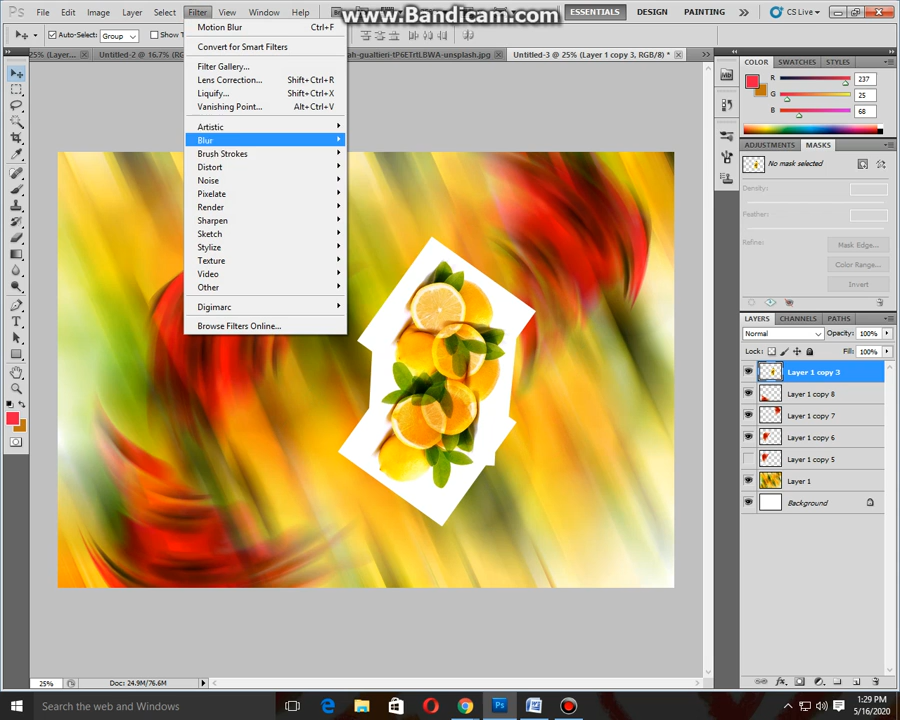 www.Bandicam.com
Ps File Edit Image Layer Select Filter View Window Help ESSENTIALS DESIGN PAINTING CS Live
Auto-Select: Group Show T
25% (Layer... Untitled-2 @ 16.7% ah-gualtieri-tP6ETrtLBWA-unsplash.jpg Untitled-3 @ 25% (Layer 1 copy 3, RGB/8) *
Motion Blur Ctrl+F
Convert for Smart Filters
Filter Gallery...
Lens Correction... Shift+Ctrl+R
Liquify... Shift+Ctrl+X
Vanishing Point... Alt+Ctrl+V
Artistic
Blur
Brush Strokes
Distort
Noise
Pixelate
Render
Sharpen
Sketch
Stylize
Texture
Video
Other
Digimarc
Browse Filters Online...
COLOR SWATCHES STYLES
R 237
G 25
B 68
ADJUSTMENTS MASKS
No mask selected
Density:
Feather:
Refine: Mask Edge...
Color Range...
Invert
LAYERS CHANNELS PATHS
Normal Opacity: 100%
Lock: Fill: 100%
Layer 1 copy 3
Layer 1 copy 8
Layer 1 copy 7
Layer 1 copy 6
Layer 1 copy 5
Layer 1
Background
25% Doc: 24.9M/76.6M
Search the web and Windows
1:29 PM
5/16/2020